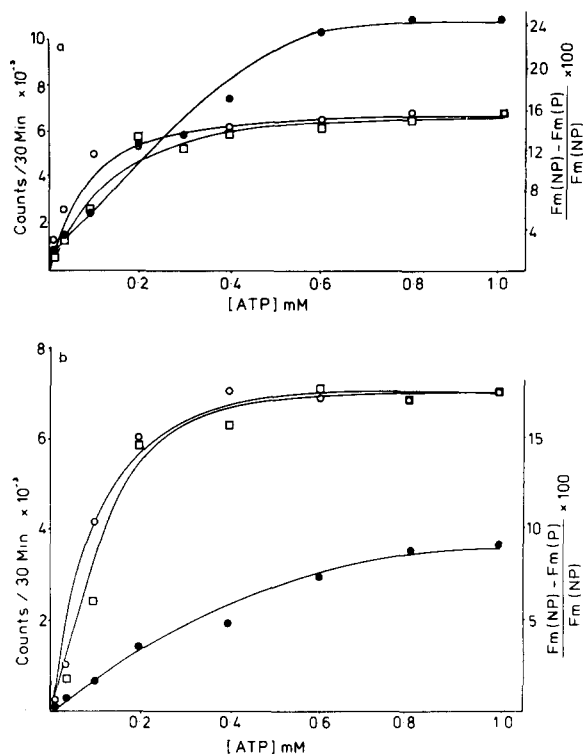 a
Counts / 30 Min × 10⁻³
10
8
6
4
2
24
20
16
12
8
4
Fm(NP) - Fm(P) × 100
Fm(NP)
0·2 0·4 0·6 0·8 1·0
[ATP] mM
b
Counts / 30 Min × 10⁻³
8
6
4
2
15
10
5
Fm(NP) - Fm(P) × 100
Fm(NP)
0·2 0·4 0·6 0·8 1·0
[ATP] mM